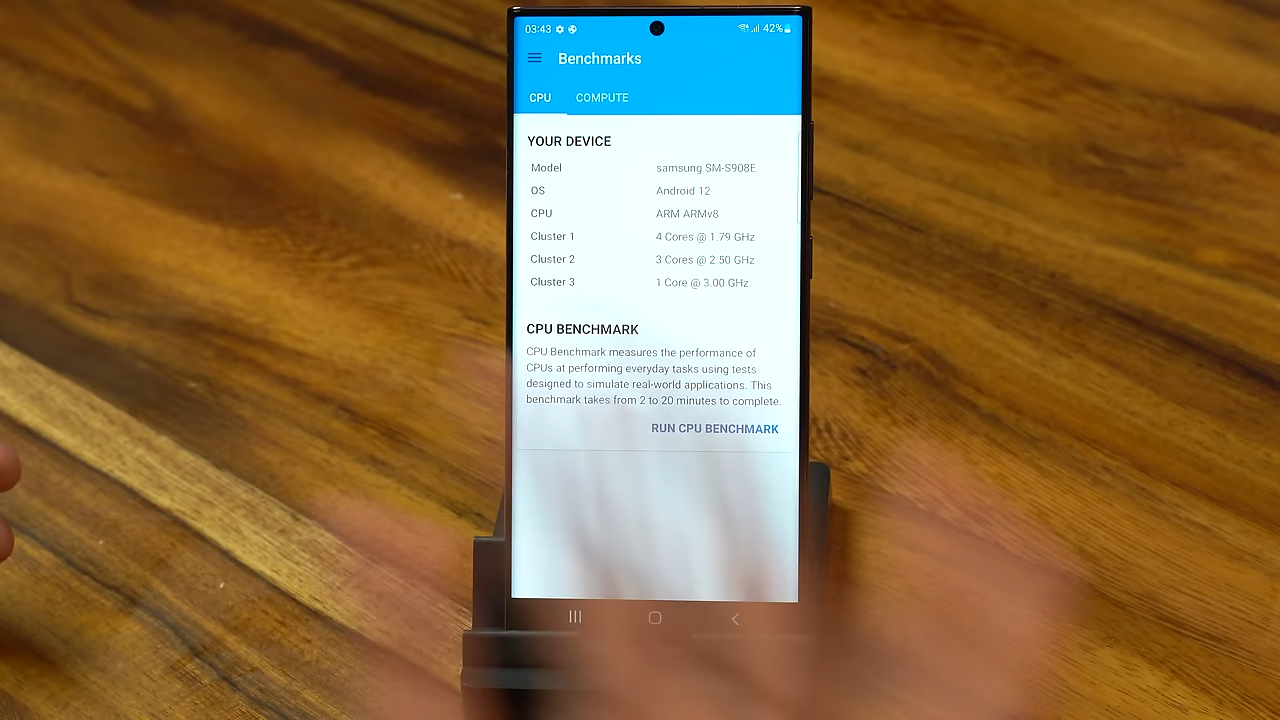 03:43 42%
Benchmarks
CPU COMPUTE
YOUR DEVICE
Model samsung SM-S908E
OS Android 12
CPU ARM ARMv8
Cluster 1 4 Cores @ 1.79 GHz
Cluster 2 3 Cores @ 2.50 GHz
Cluster 3 1 Core @ 3.00 GHz
CPU BENCHMARK
CPU Benchmark measures the performance of
CPUs at performing everyday tasks using tests
designed to simulate real-world applications. This
benchmark takes from 2 to 20 minutes to complete.
RUN CPU BENCHMARK